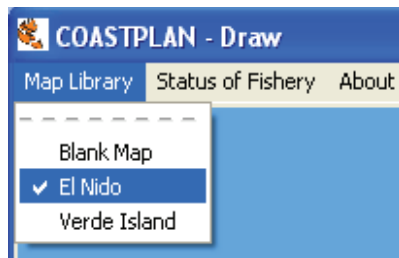 COASTPLAN - Draw
Map Library Status of Fishery About
Blank Map
✓ El Nido
Verde Island